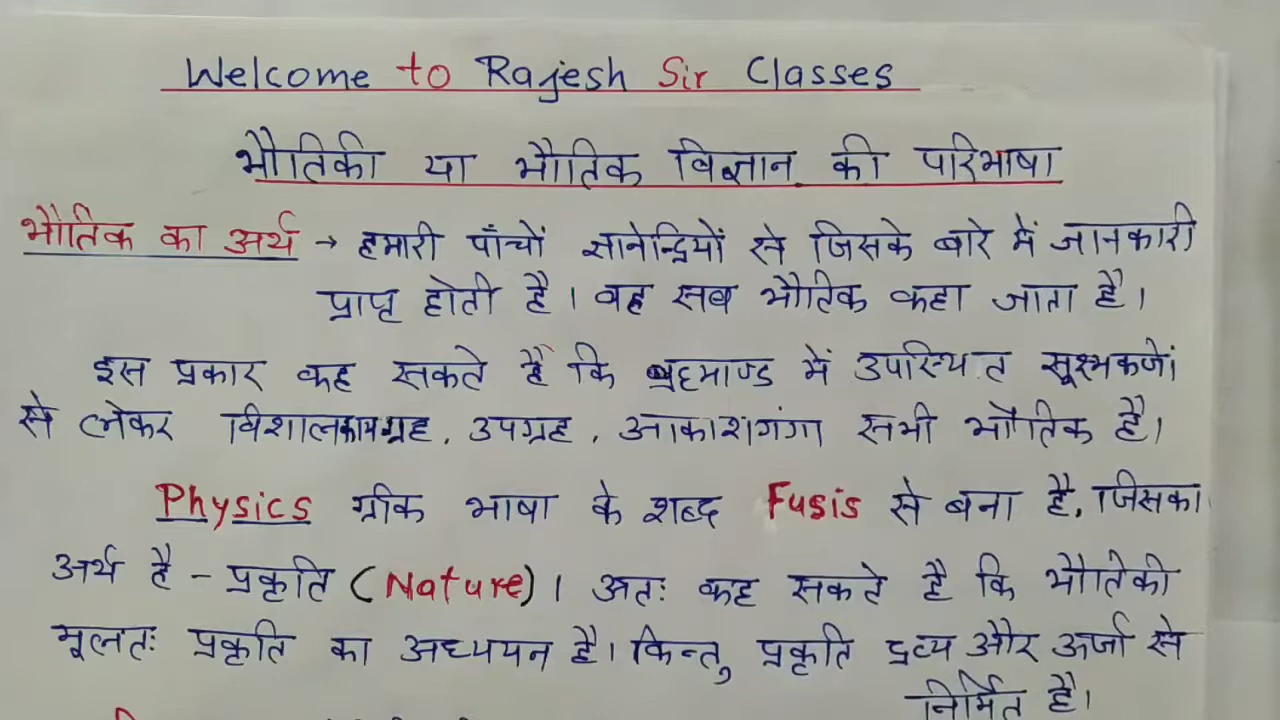 Welcome to Rajesh Sir Classes
भौतिकी या भौतिक विज्ञान की परिभाषा
भौतिक का अर्थ → हमारी पाँचों ज्ञानेन्द्रियों से जिसके बारे में जानकारी
प्राप्त होती है। वह सब भौतिक कहा जाता है।
इस प्रकार कह सकते हैं कि ब्रह्माण्ड में उपस्थित सूक्ष्मकणों
से लेकर विशालकायग्रह, उपग्रह, आकाशगंगा सभी भौतिक है।
Physics ग्रीक भाषा के शब्द Fusis से बना है, जिसका
अर्थ है - प्रकृति (Nature)। अतः कह सकते है कि भौतिकी
मूलतः प्रकृति का अध्ययन है। किन्तु प्रकृति द्रव्य और ऊर्जा से
निर्मित है।